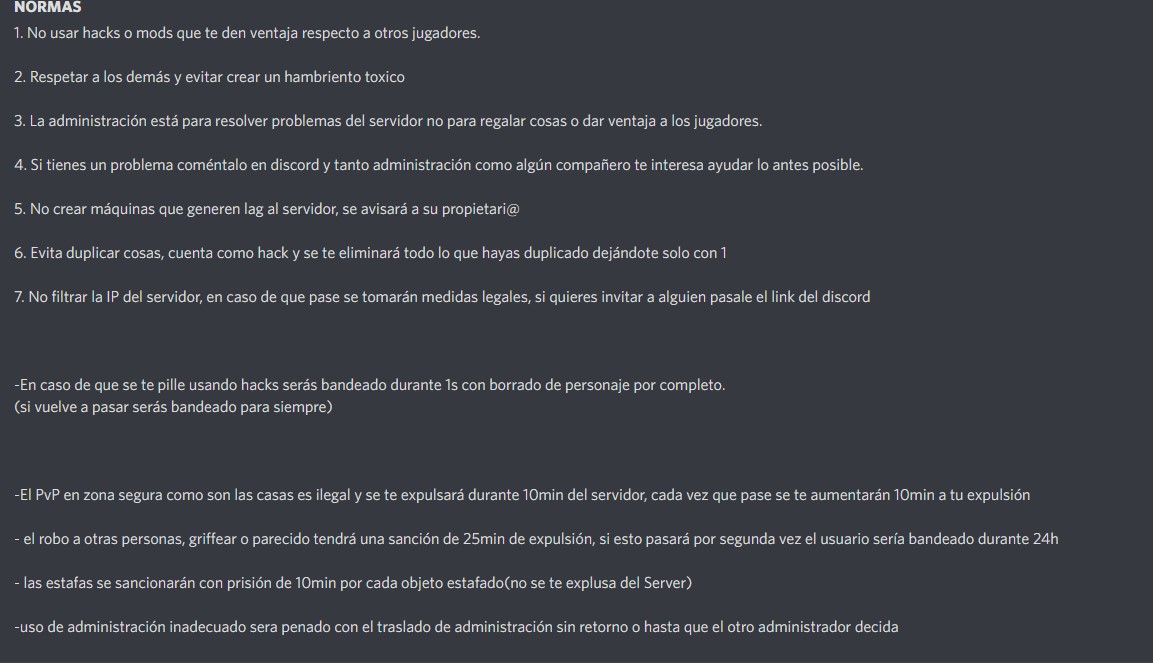 NORMAS
1. No usar hacks o mods que te den ventaja respecto a otros jugadores.
2. Respetar a los demás y evitar crear un hambriento toxico
3. La administración está para resolver problemas del servidor no para regalar cosas o dar ventaja a los jugadores.
4. Si tienes un problema coméntalo en discord y tanto administración como algún compañero te interesa ayudar lo antes posible.
5. No crear máquinas que generen lag al servidor, se avisará a su propietari@
6. Evita duplicar cosas, cuenta como hack y se te eliminará todo lo que hayas duplicado dejándote solo con 1
7. No filtrar la IP del servidor, en caso de que pase se tomarán medidas legales, si quieres invitar a alguien pasale el link del discord
-En caso de que se te pille usando hacks serás bandeado durante 1s con borrado de personaje por completo.
(si vuelve a pasar serás bandeado para siempre)
-El PvP en zona segura como son las casas es ilegal y se te expulsará durante 10min del servidor, cada vez que pase se te aumentarán 10min a tu expulsión
- el robo a otras personas, griffear o parecido tendrá una sanción de 25min de expulsión, si esto pasará por segunda vez el usuario sería bandeado durante 24h
- las estafas se sancionarán con prisión de 10min por cada objeto estafado(no se te explusa del Server)
-uso de administración inadecuado sera penado con el traslado de administración sin retorno o hasta que el otro administrador decida